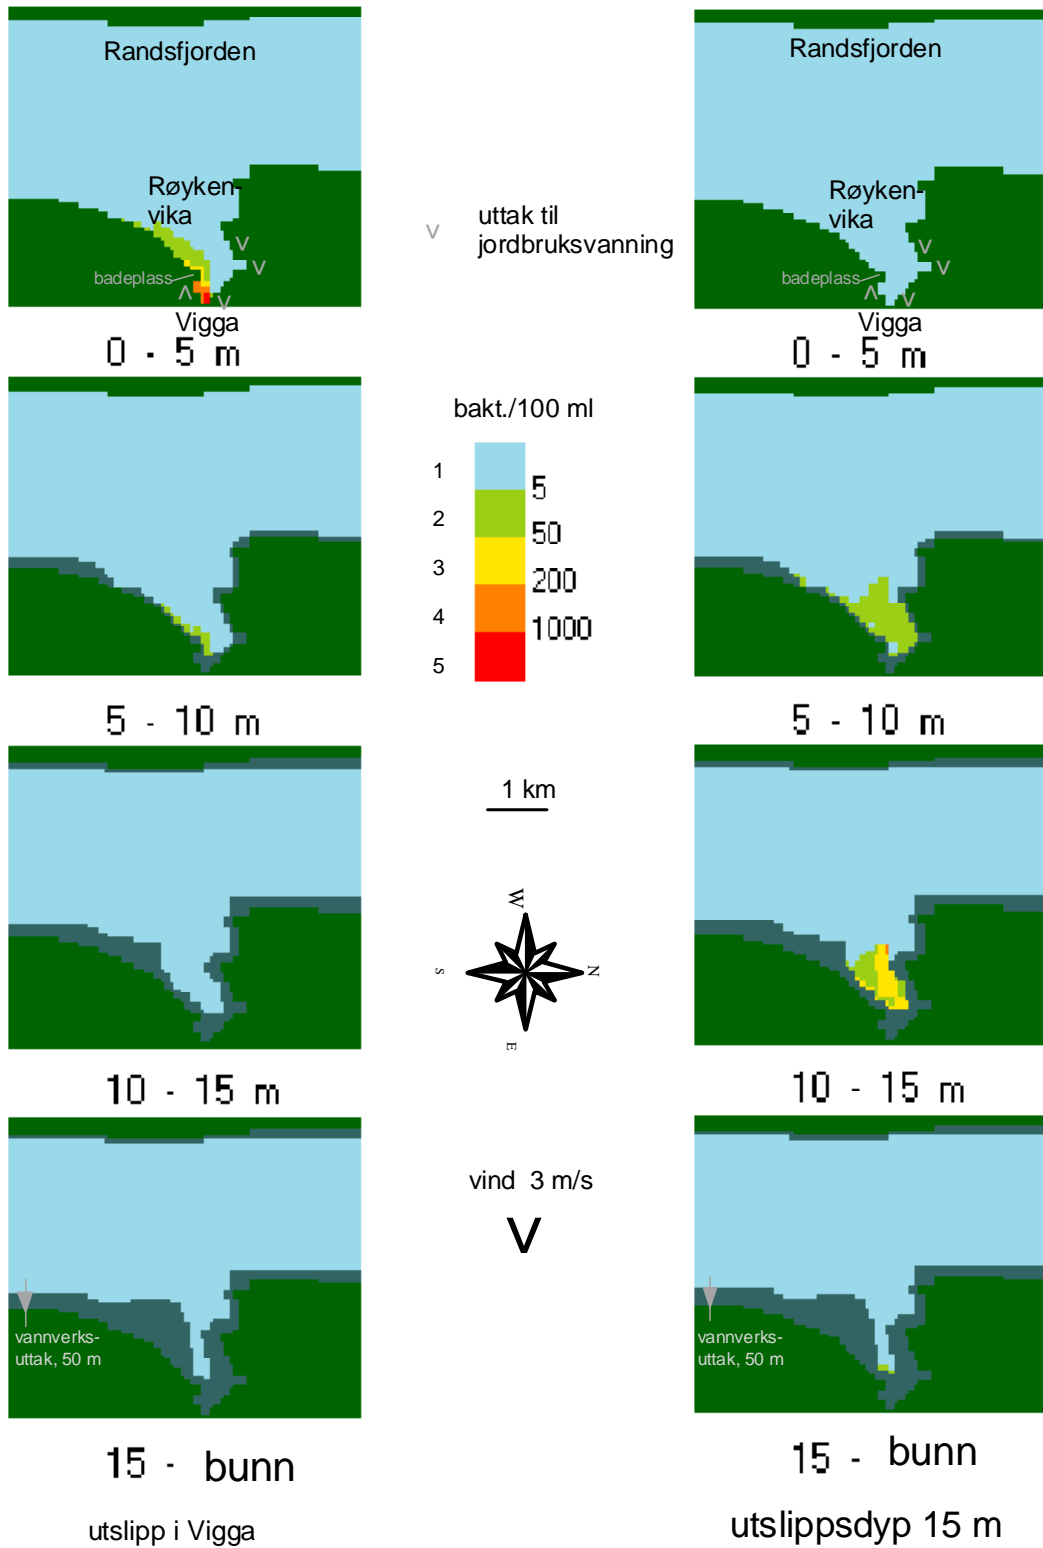 Randsfjorden
Røyken-
vika
badeplass
V
V
V
V
Vigga
0 - 5 m
V
uttak til
jordbruksvanning
Randsfjorden
Røyken-
vika
badeplass
V
V
V
V
Vigga
0 - 5 m
bakt./100 ml
1
5
2
50
3
200
4
1000
5
5 - 10 m
5 - 10 m
1 km
W
S
N
E
10 - 15 m
10 - 15 m
vind 3 m/s
V
vannverks-
uttak, 50 m
vannverks-
uttak, 50 m
15 - bunn
15 - bunn
utslipp i Vigga
utslippsdyp 15 m